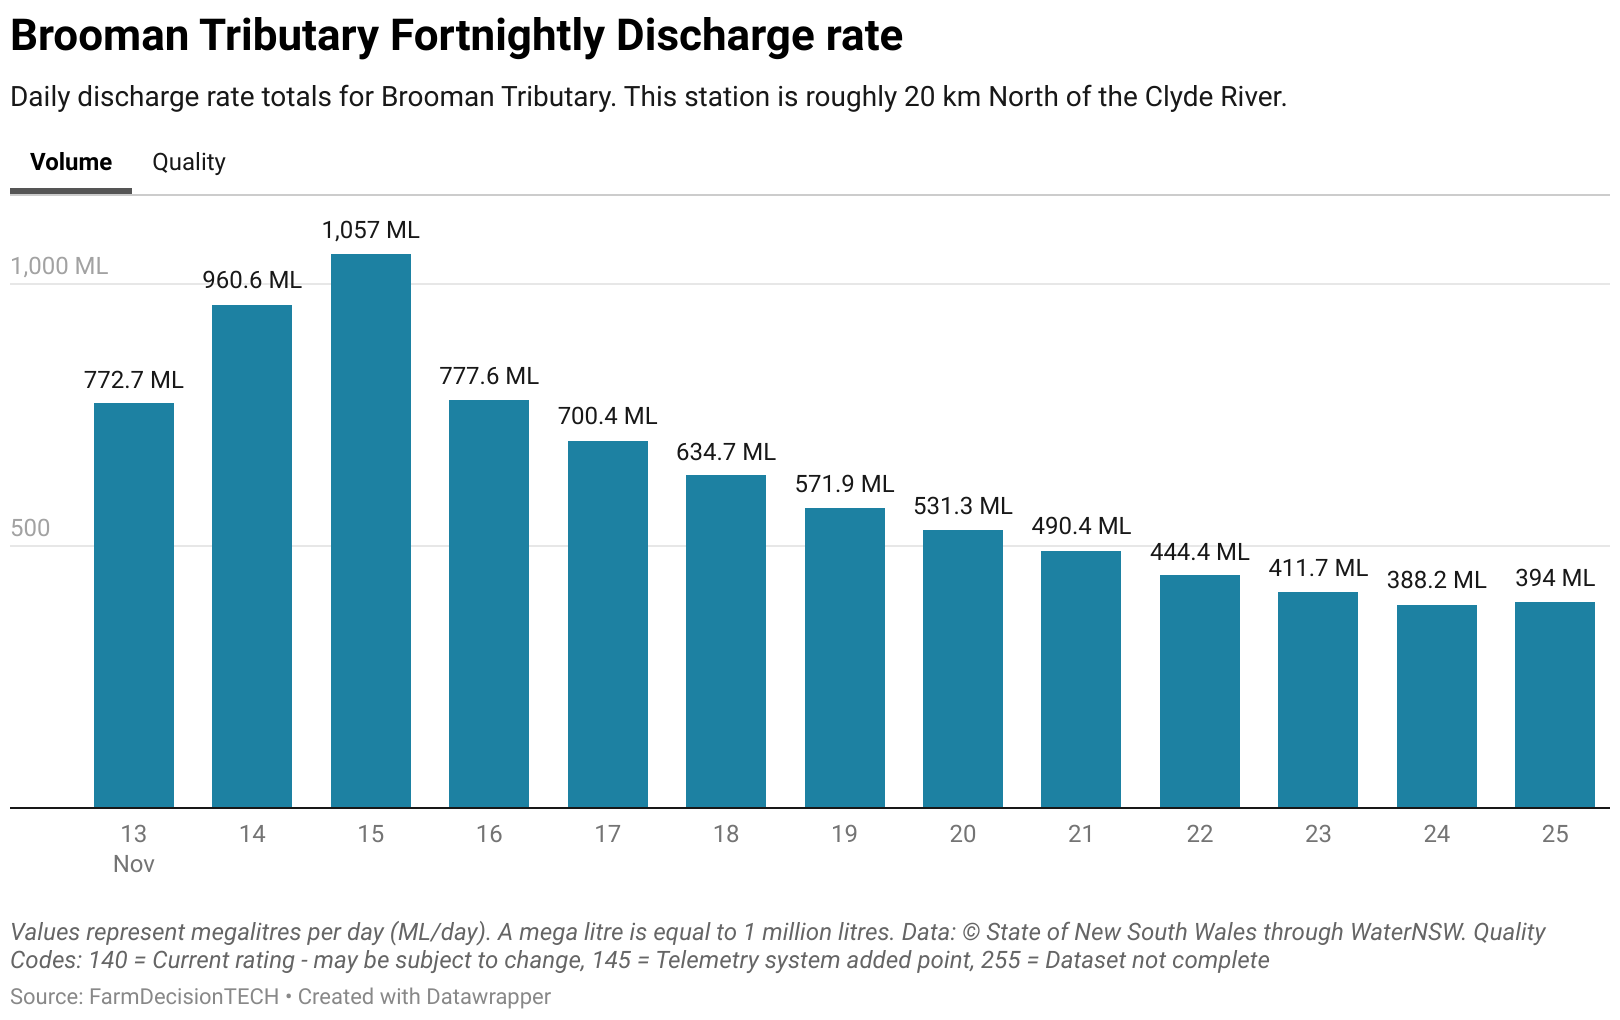 Brooman Tributary Fortnightly Discharge rate
Daily discharge rate totals for Brooman Tributary. This station is roughly 20 km North of the Clyde River.
Volume Quality
1,057 ML
1,000 ML
960.6 ML
772.7 ML
777.6 ML
700.4 ML
634.7 ML
571.9 ML
531.3 ML
500
490.4 ML
444.4 ML
411.7 ML
388.2 ML
394 ML
13 14 15 16 17 18 19 20 21 22 23 24 25
Nov
Values represent megalitres per day (ML/day). A mega litre is equal to 1 million litres. Data: © State of New South Wales through WaterNSW. Quality
Codes: 140 = Current rating - may be subject to change, 145 = Telemetry system added point, 255 = Dataset not complete
Source: FarmDecisionTECH • Created with Datawrapper